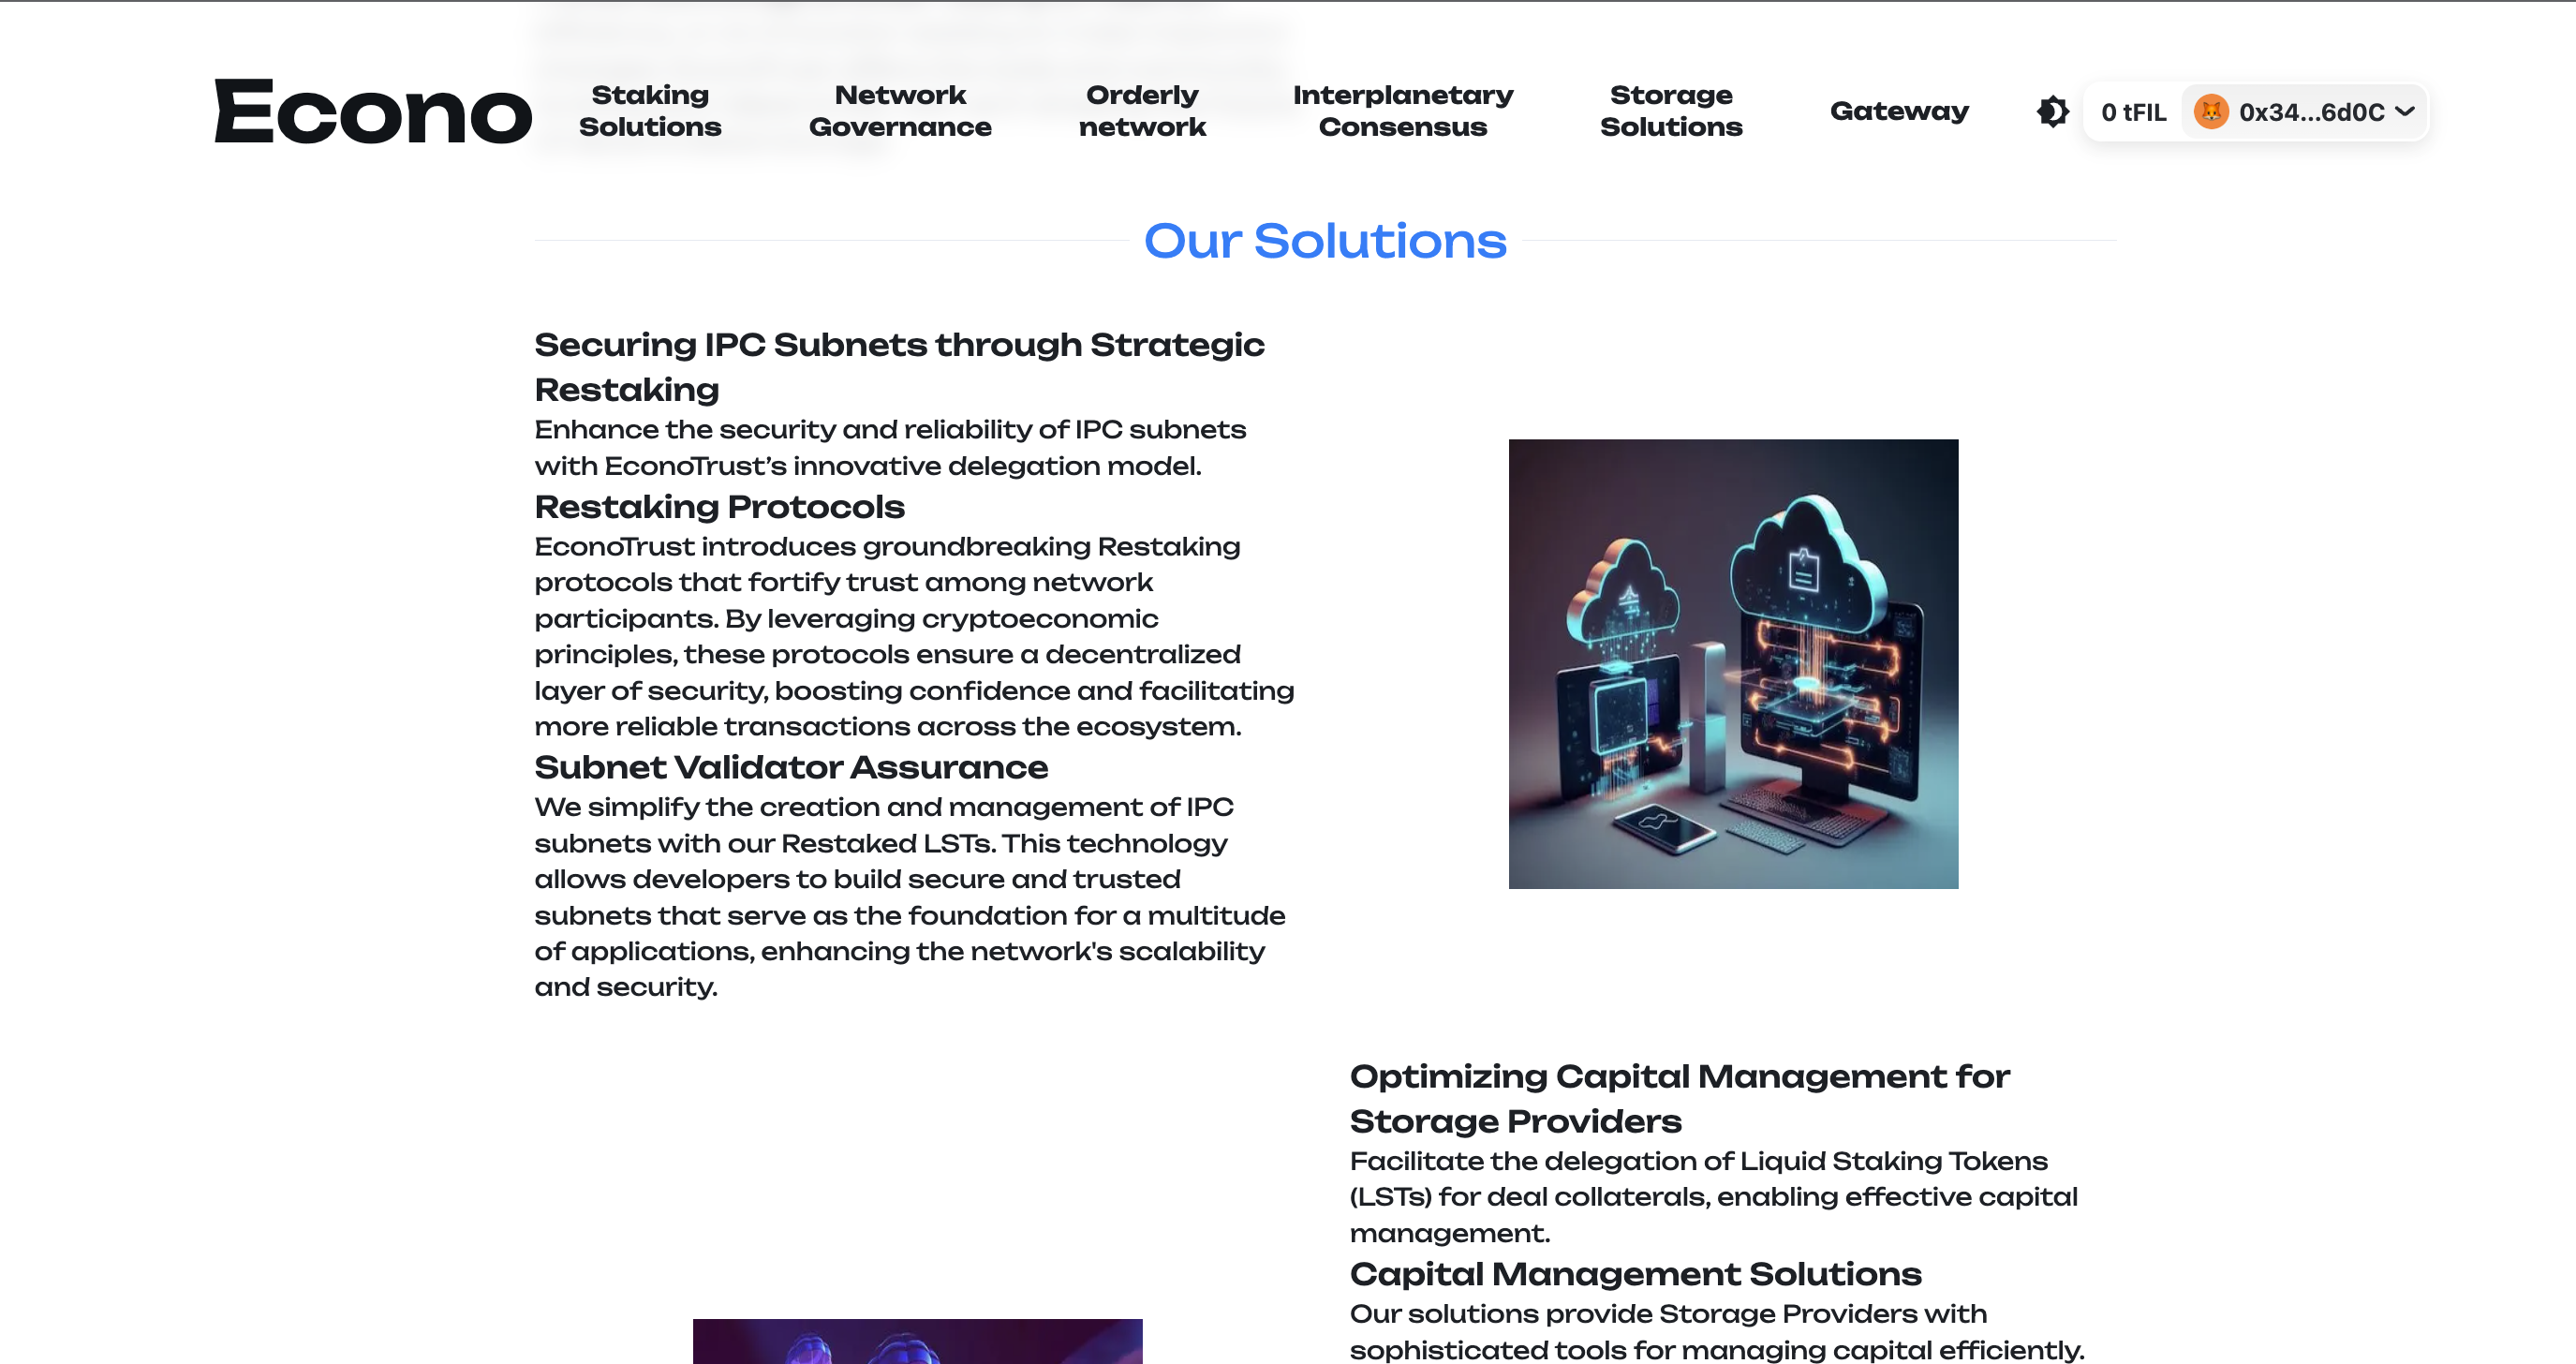 Econo
Staking
Solutions
Network
Governance
Orderly
network
Interplanetary
Consensus
Storage
Solutions
Gateway
0 tFIL
0x34...6d0C
Our Solutions
Securing IPC Subnets through Strategic
Restaking
Enhance the security and reliability of IPC subnets
with EconoTrust’s innovative delegation model.
Restaking Protocols
EconoTrust introduces groundbreaking Restaking
protocols that fortify trust among network
participants. By leveraging cryptoeconomic
principles, these protocols ensure a decentralized
layer of security, boosting confidence and facilitating
more reliable transactions across the ecosystem.
Subnet Validator Assurance
We simplify the creation and management of IPC
subnets with our Restaked LSTs. This technology
allows developers to build secure and trusted
subnets that serve as the foundation for a multitude
of applications, enhancing the network's scalability
and security.
Optimizing Capital Management for
Storage Providers
Facilitate the delegation of Liquid Staking Tokens
(LSTs) for deal collaterals, enabling effective capital
management.
Capital Management Solutions
Our solutions provide Storage Providers with
sophisticated tools for managing capital efficiently.